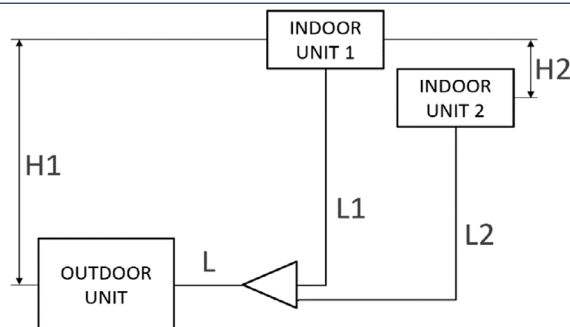 INDOOR
UNIT 1
H2
INDOOR
UNIT 2
H1
L1
L2
L
OUTDOOR
UNIT